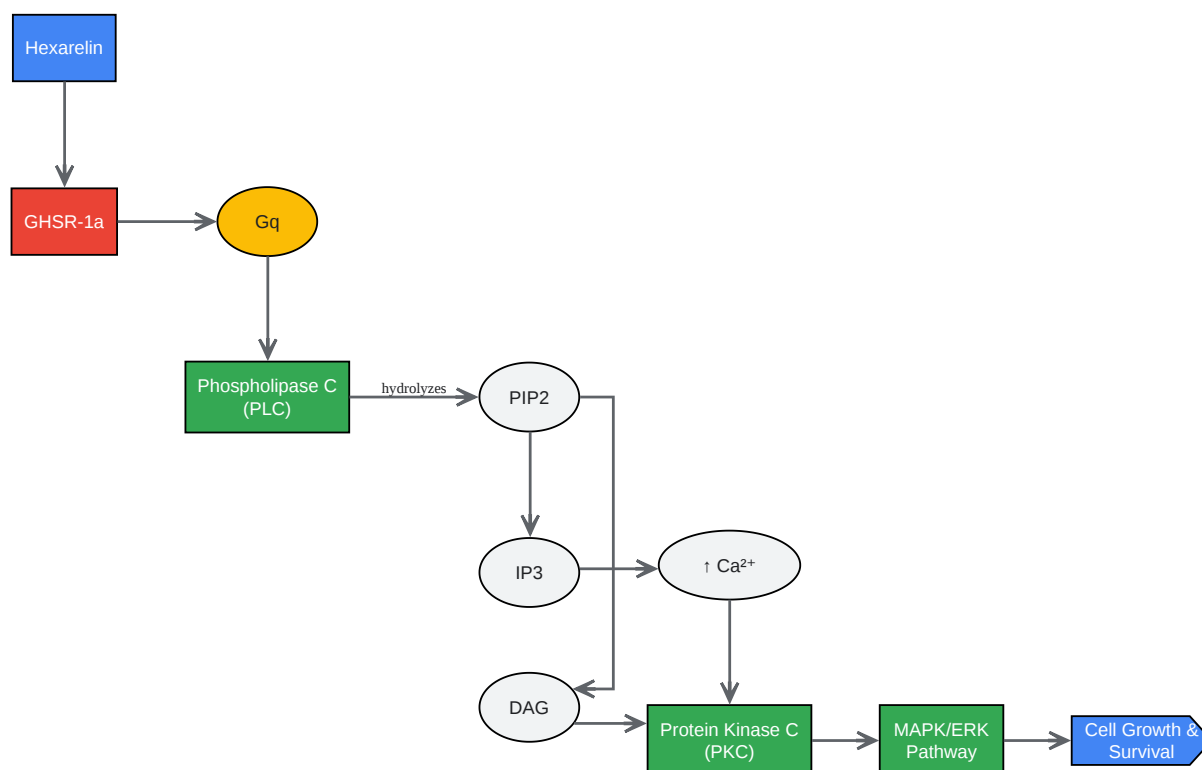 Hexarelin
GHSR-1a
Gq
Phospholipase C
(PLC)
hydrolyzes
PIP2
IP3
↑ Ca²⁺
DAG
Protein Kinase C
(PKC)
MAPK/ERK
Pathway
Cell Growth &
Survival